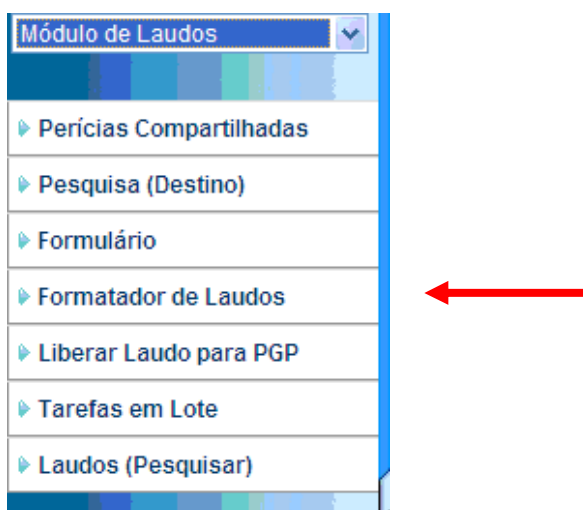 Módulo de Laudos
Perícias Compartilhadas
Pesquisa (Destino)
Formulário
Formatador de Laudos
Liberar Laudo para PGP
Tarefas em Lote
Laudos (Pesquisar)